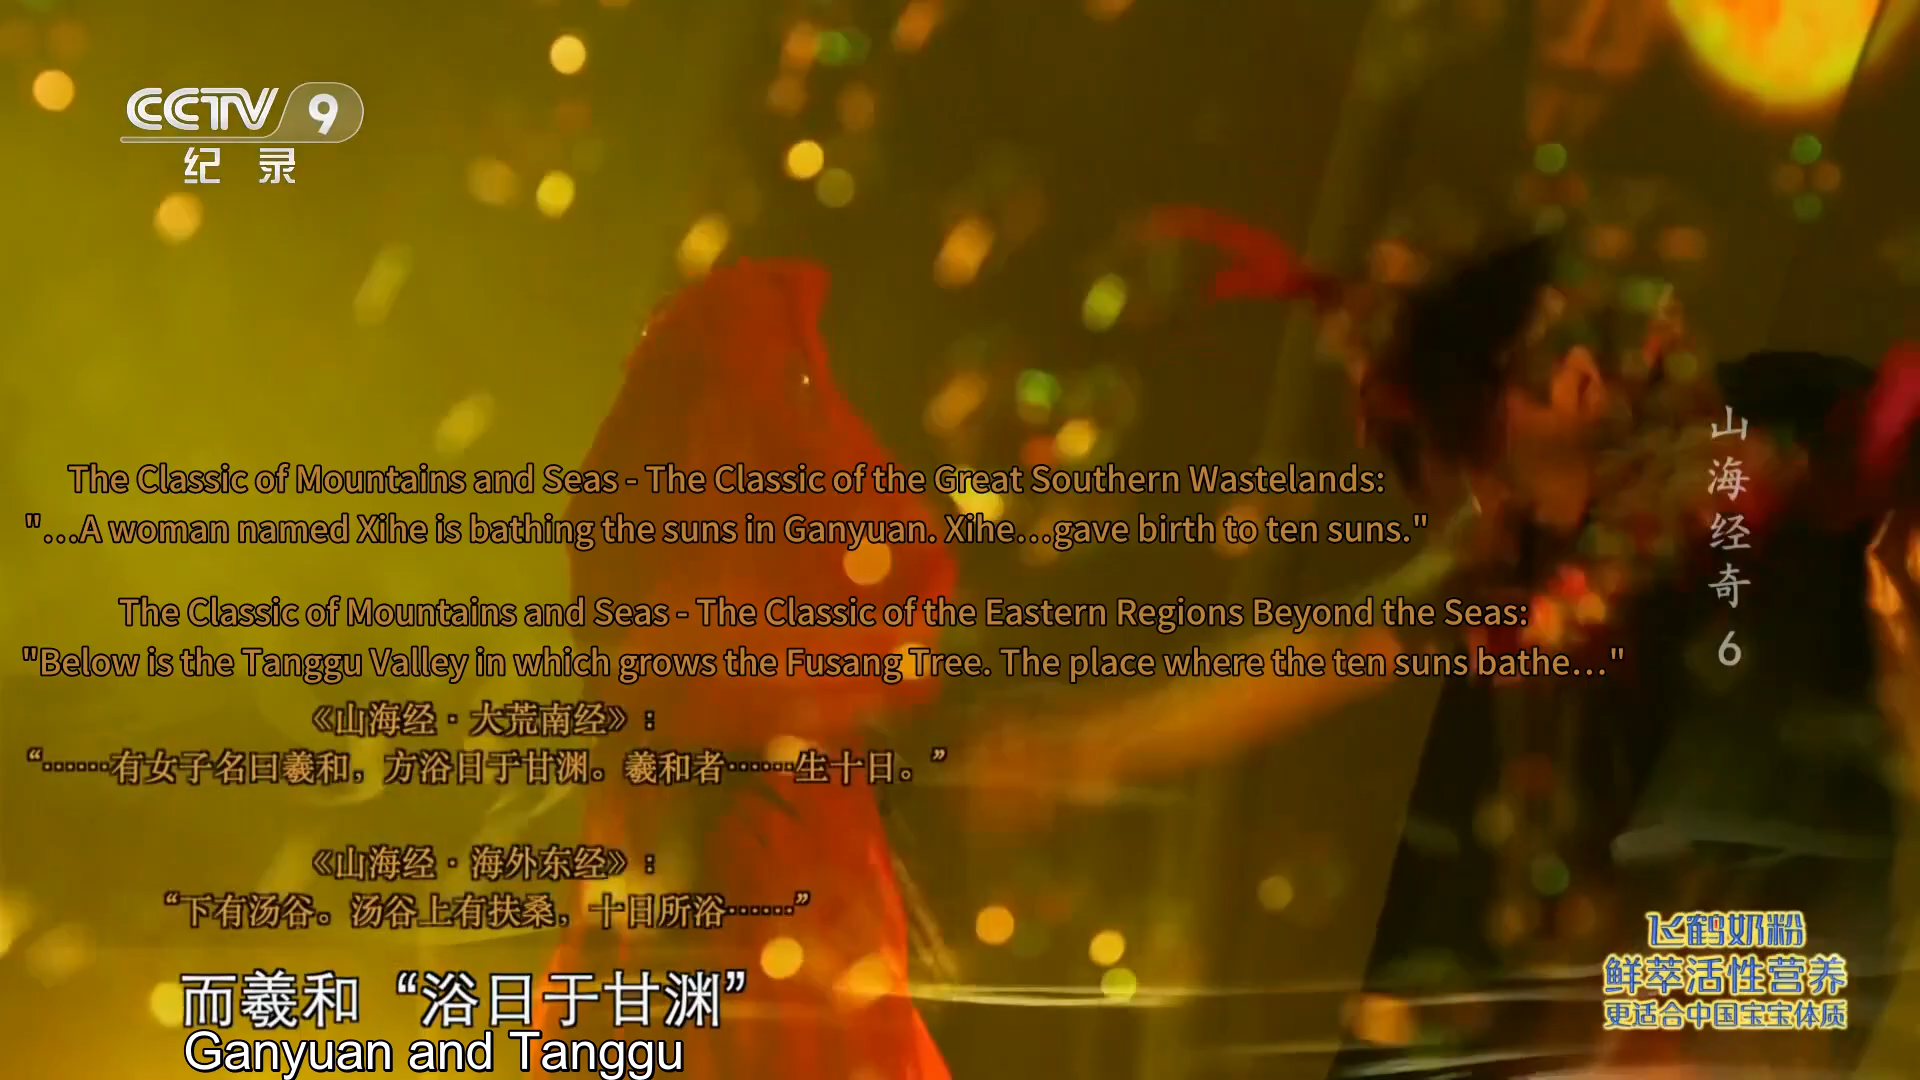 CCTV 9
纪 录
The Classic of Mountains and Seas - The Classic of the Great Southern Wastelands:
"...A woman named Xihe is bathing the suns in Ganyuan. Xihe...gave birth to ten suns."
The Classic of Mountains and Seas - The Classic of the Eastern Regions Beyond the Seas:
"Below is the Tanggu Valley in which grows the Fusang Tree. The place where the ten suns bathe..."
《山海经·大荒南经》:
“……有女子名曰羲和，方浴日于甘渊。羲和者……生十日。”
《山海经·海外东经》:
“下有汤谷。汤谷上有扶桑，十日所浴……”
而羲和“浴日于甘渊”
Ganyuan and Tanggu
山海经奇 6
飞鹤奶粉
鲜萃活性营养
更适合中国宝宝体质